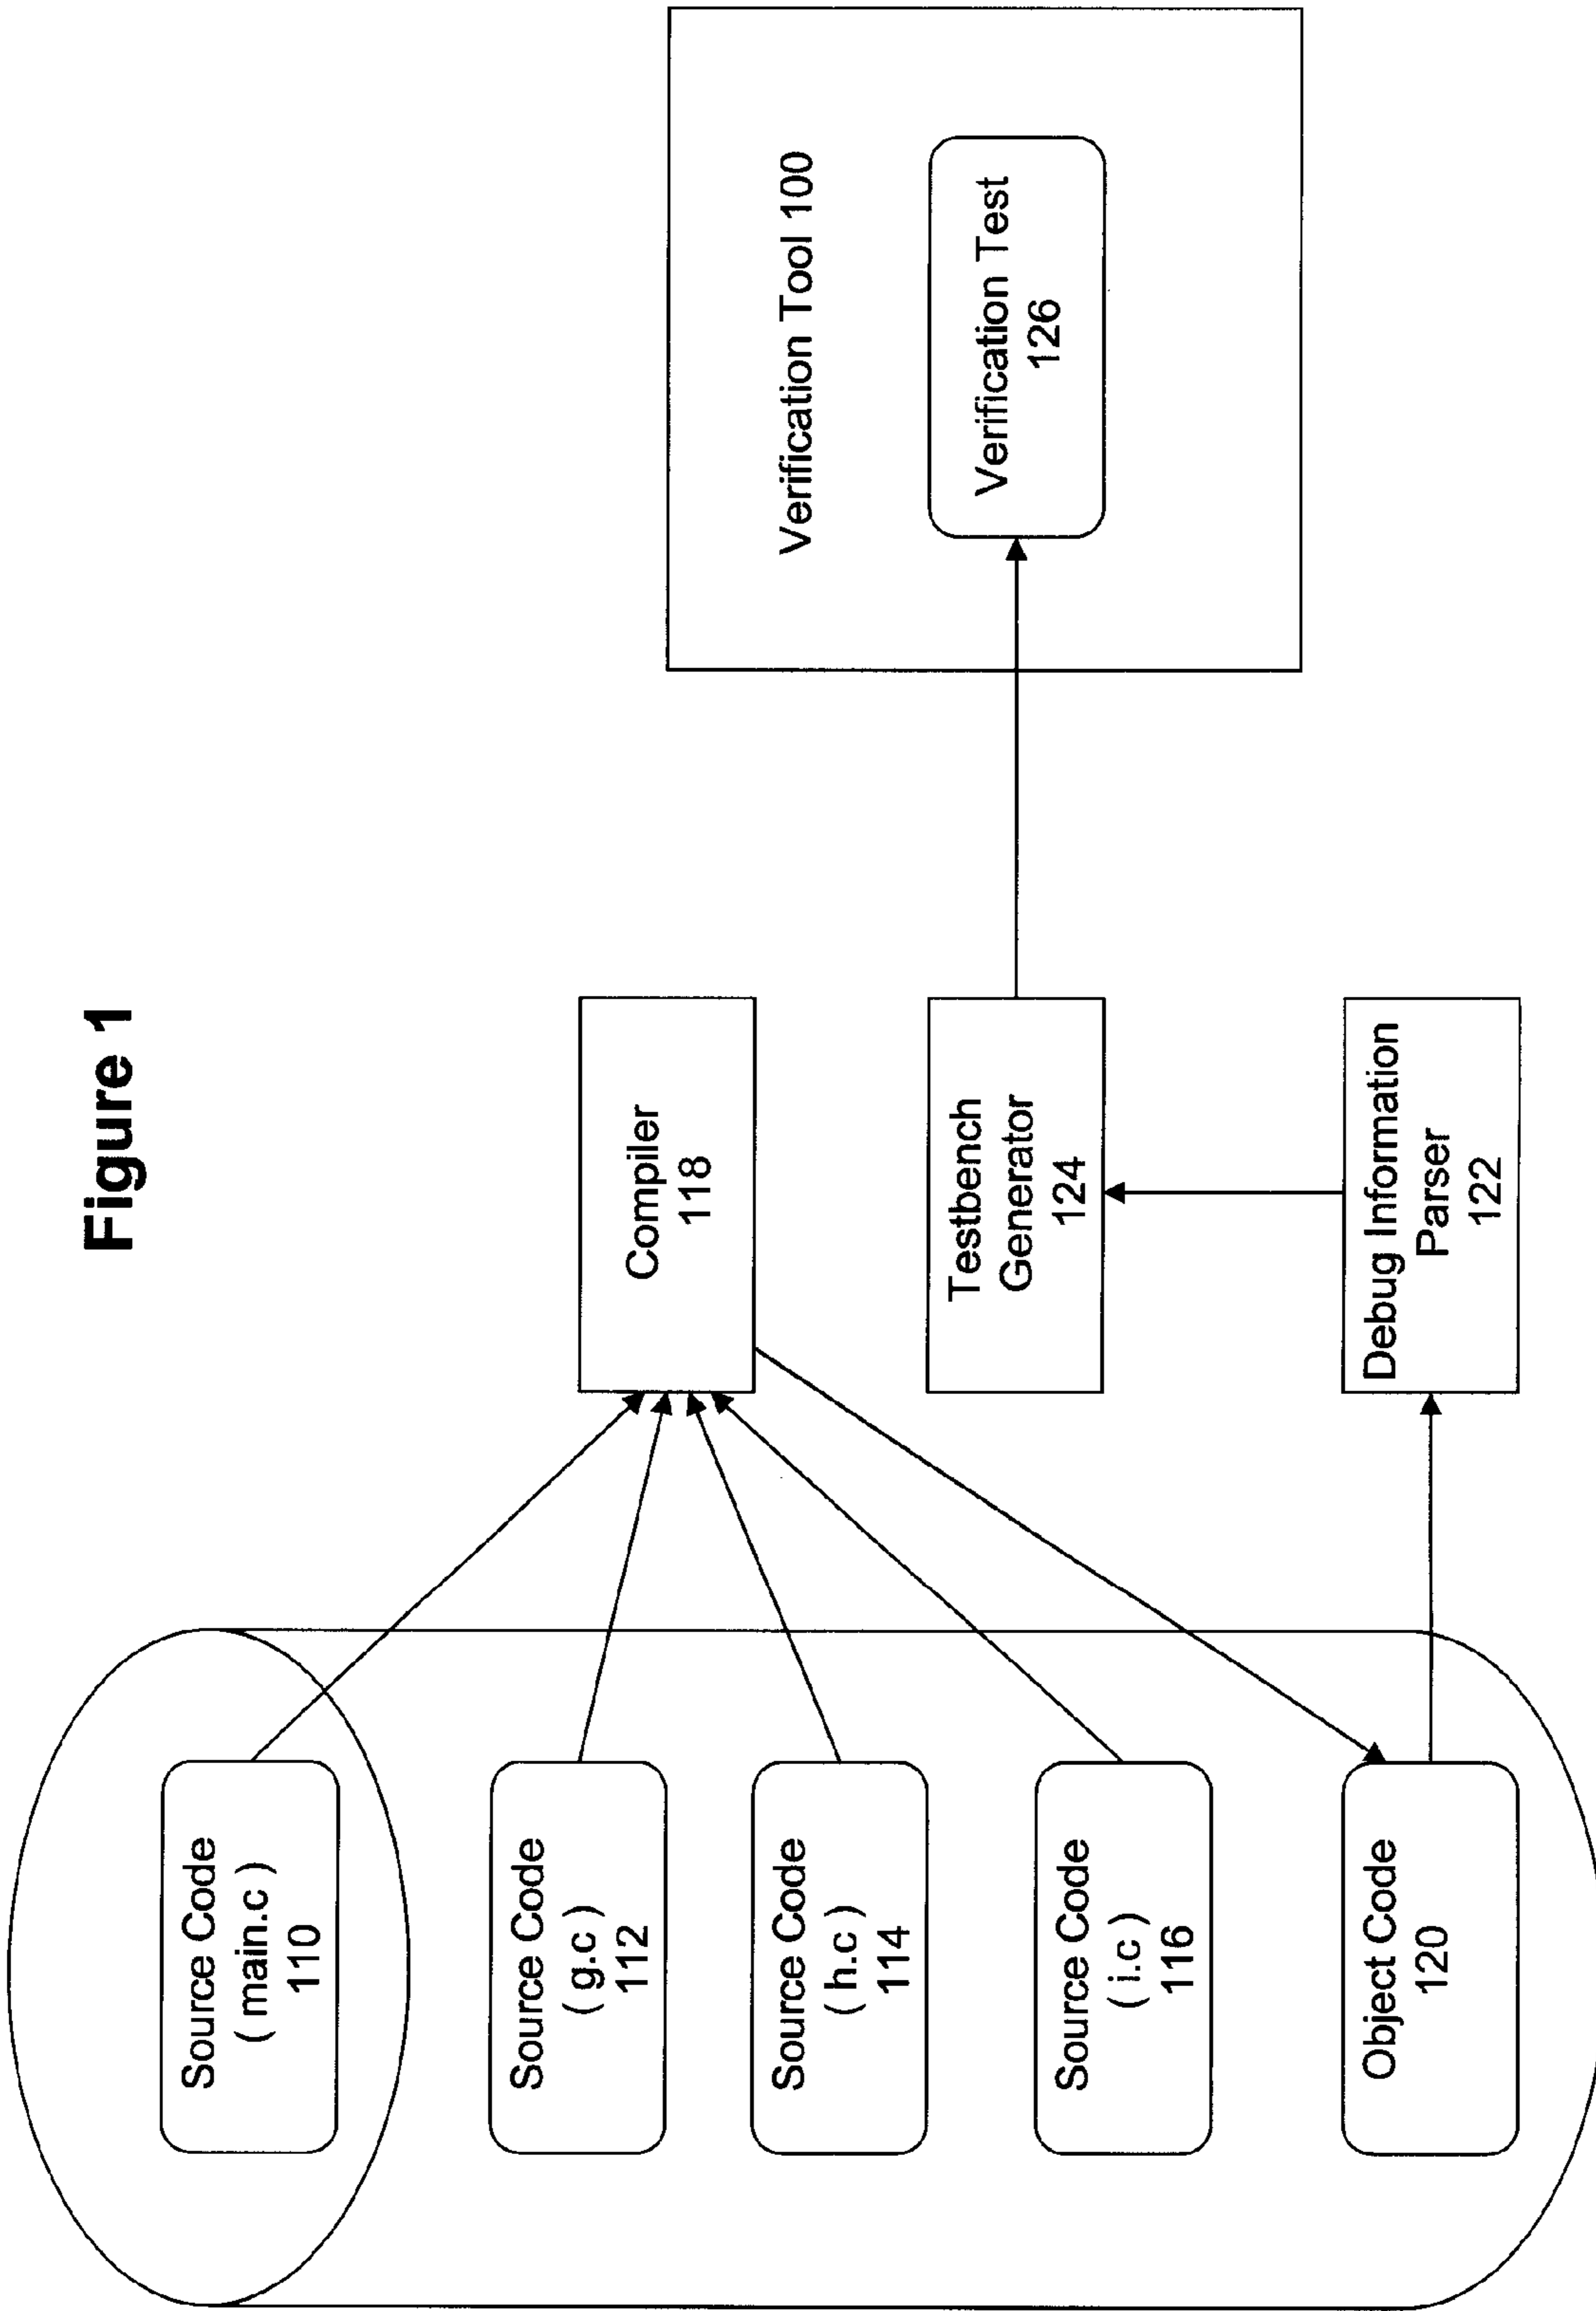 Figure 1
Source Code
( main.c )
110
Source Code
( g.c )
112
Source Code
( h.c )
114
Source Code
( i.c )
116
Object Code
120
Compiler
118
Testbench
Generator
124
Debug Information
Parser
122
Verification Tool 100
Verification Test
126